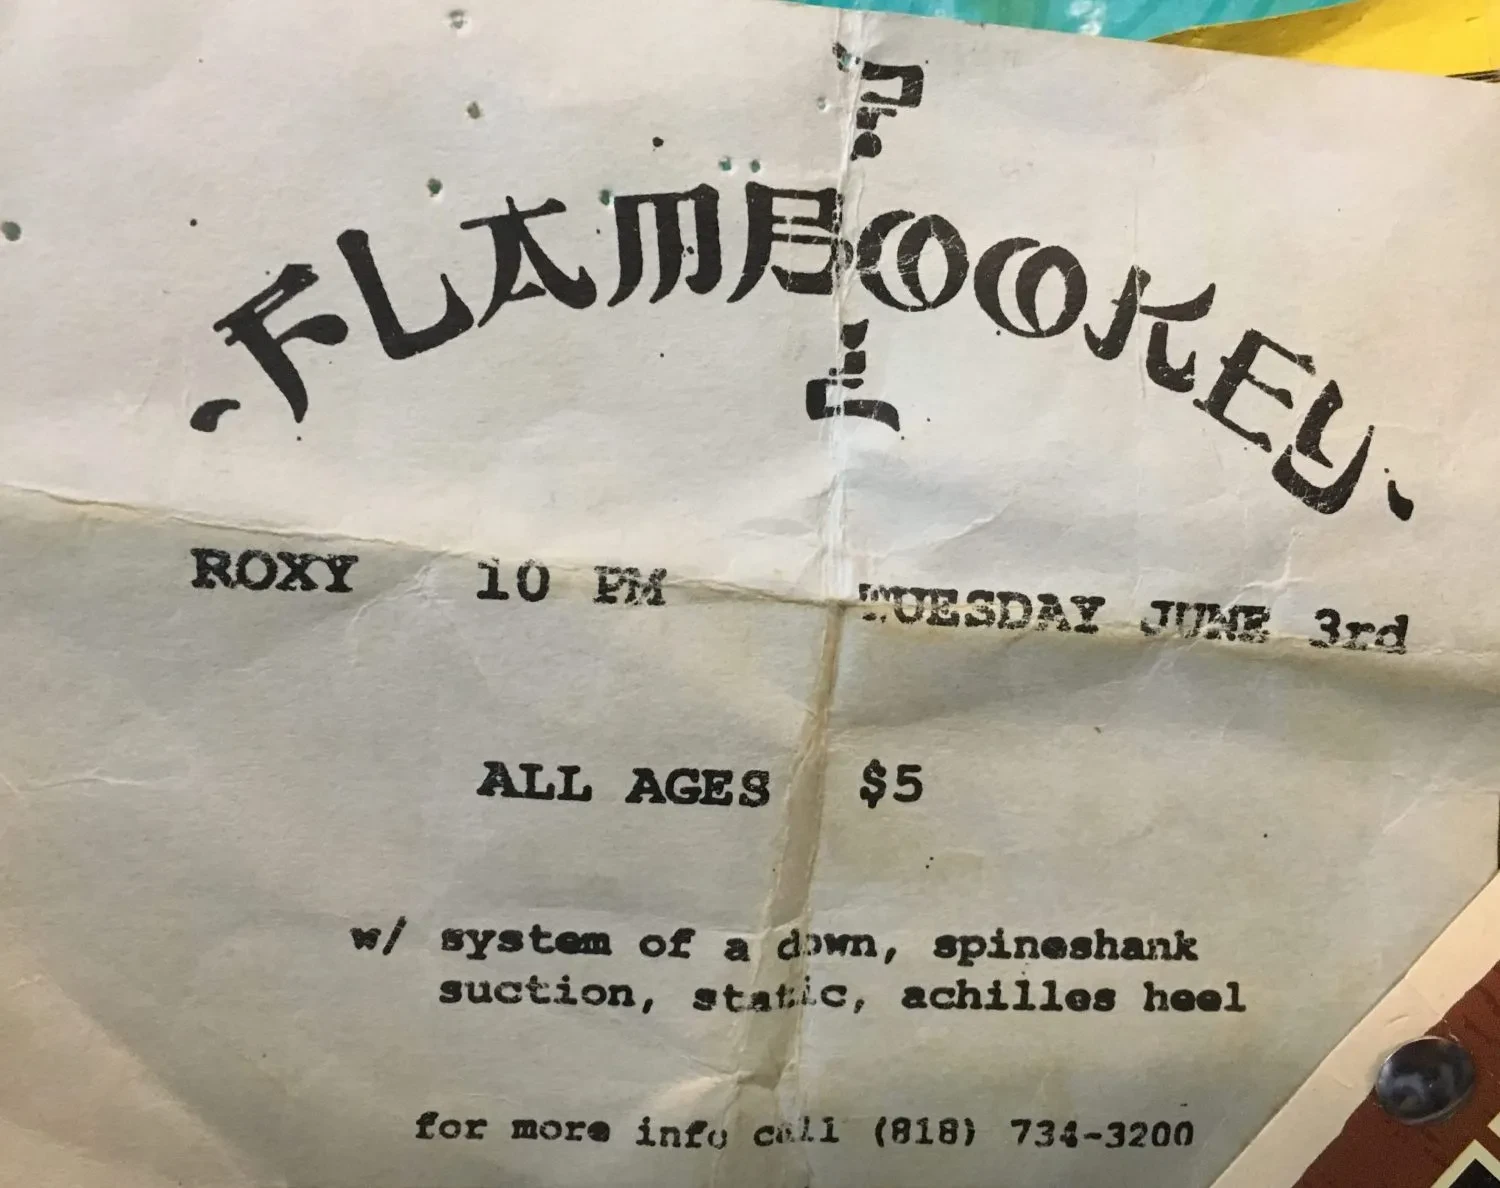 FLAMBOOKEY
ROXY 10 PM TUESDAY JUNE 3rd
ALL AGES $5
w/ system of a down, spineshank
suction, static, achilles heel
for more info call (818) 734-3200